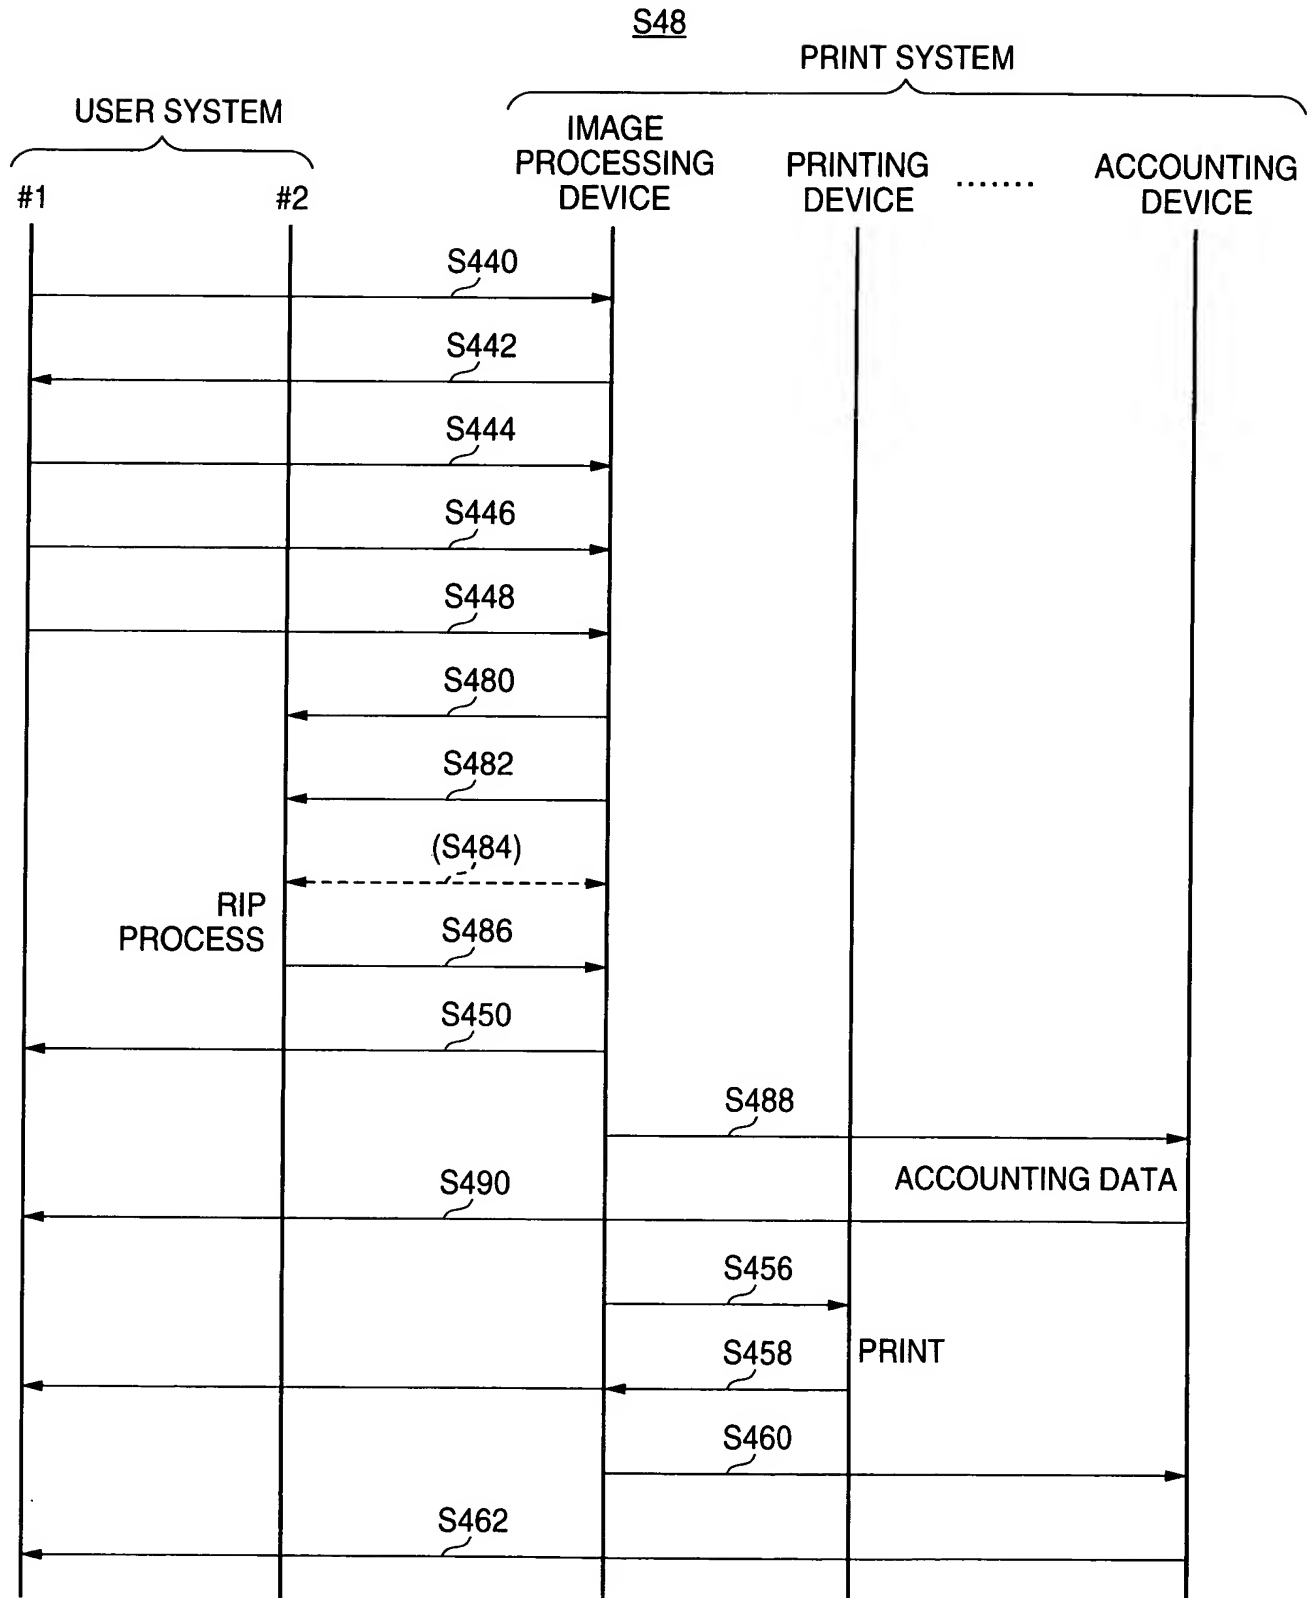 S48
PRINT SYSTEM
USER SYSTEM
IMAGE
PROCESSING
DEVICE
PRINTING
DEVICE
.......
ACCOUNTING
DEVICE
#1
#2
S440
S442
S444
S446
S448
S480
S482
(S484)
RIP
PROCESS
S486
S450
S488
ACCOUNTING DATA
S490
S456
PRINT
S458
S460
S462